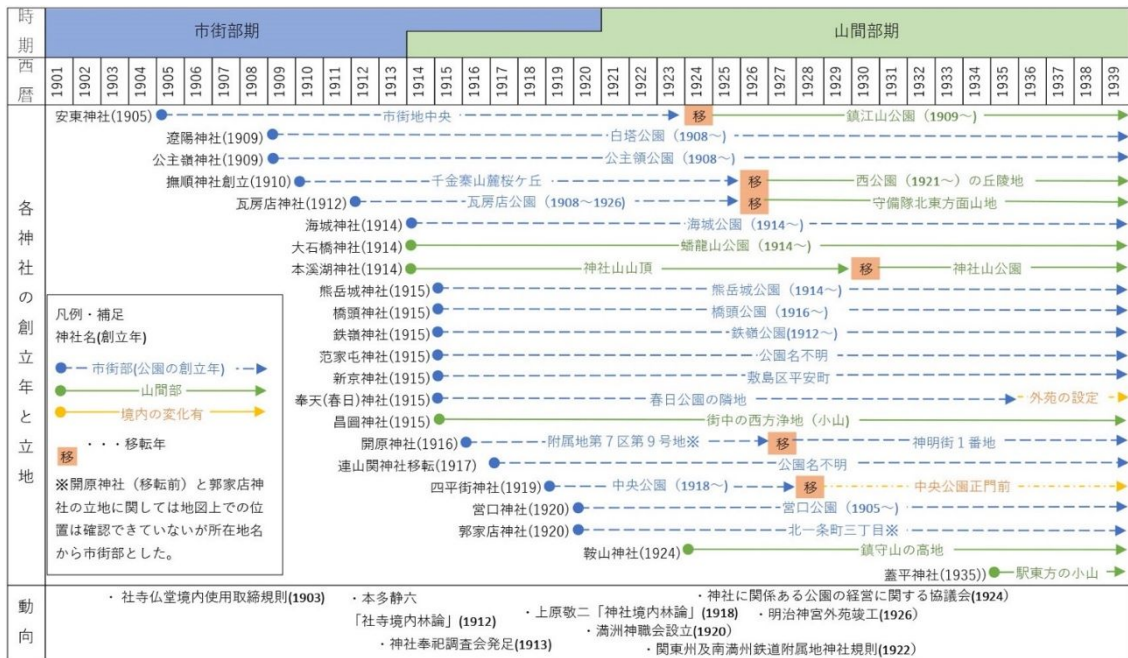 時期
市街部期
山間部期
西暦
1901 1902 1903 1904 1905 1906 1907 1908 1909 1910 1911 1912 1913 1914 1915 1916 1917 1918 1919 1920 1921 1922 1923 1924 1925 1926 1927 1928 1929 1930 1931 1932 1933 1934 1935 1936 1937 1938 1939
各神社の創立年と立地
安東神社(1905) 市街地中央 移 鎮江山公園（1909～）
遼陽神社(1909) 白塔公園（1908～）
公主嶺神社(1909) 公主領公園（1908～）
撫順神社創立(1910) 千金寨山麓桜ケ丘 移 西公園（1921～）の丘陵地
瓦房店神社(1912) 瓦房店公園（1908～1926） 移 守備隊北東方面山地
海城神社(1914) 海城公園（1914～）
大石橋神社(1914) 蟠龍山公園（1914～）
本溪湖神社(1914) 神社山山頂 移 神社山公園
熊岳城神社(1915) 熊岳城公園（1914～）
橋頭神社(1915) 橋頭公園（1916～）
鉄嶺神社(1915) 鉄嶺公園（1912～）
范家屯神社(1915) 公園名不明
新京神社(1915) 敷島区平安町
奉天(春日)神社(1915) 春日公園の隣地 外苑の設定
昌圖神社(1915) 街中の西方浄地（小山）
開原神社(1916) 附属地第７区第９号地※ 移 神明街１番地
連山関神社移転(1917) 公園名不明
四平街神社(1919) 中央公園（1918～） 移 中央公園正門前
営口神社(1920) 営口公園（1905～）
郭家店神社(1920) 北一条町三丁目※
鞍山神社(1924) 鎮守山の高地
蓋平神社(1935)) 駅東方の小山
凡例・補足
神社名(創立年)
市街部(公園の創立年)
山間部
境内の変化有
移 ・・・移転年
※開原神社（移転前）と郭家店神
社の立地に関しては地図上での位
置は確認できていないが所在地名
から市街部とした。
動向
・社寺仏堂境内使用取締規則(1903)
・本多静六
「社寺境内林論」(1912)
・神社奉祀調査会発足(1913)
・上原敬二「神社境内林論」(1918)
・満洲神職会設立(1920)
・関東州及南満州鉄道附属地神社規則(1922)
・神社に関係ある公園の経営に関する協議会(1924)
・明治神宮外苑竣工(1926)